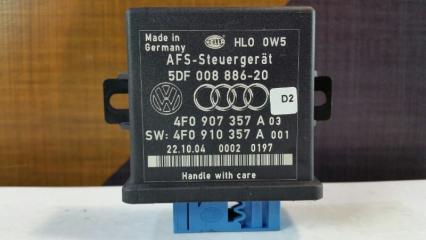 Made in
Germany
HELLA
HLO 0W5
AFS-Steuergerät
5DF 008 886-20
D2
4F0 907 357 A 03
SW: 4F0 910 357 A 001
22.10.04 0002 0197
Handle with care